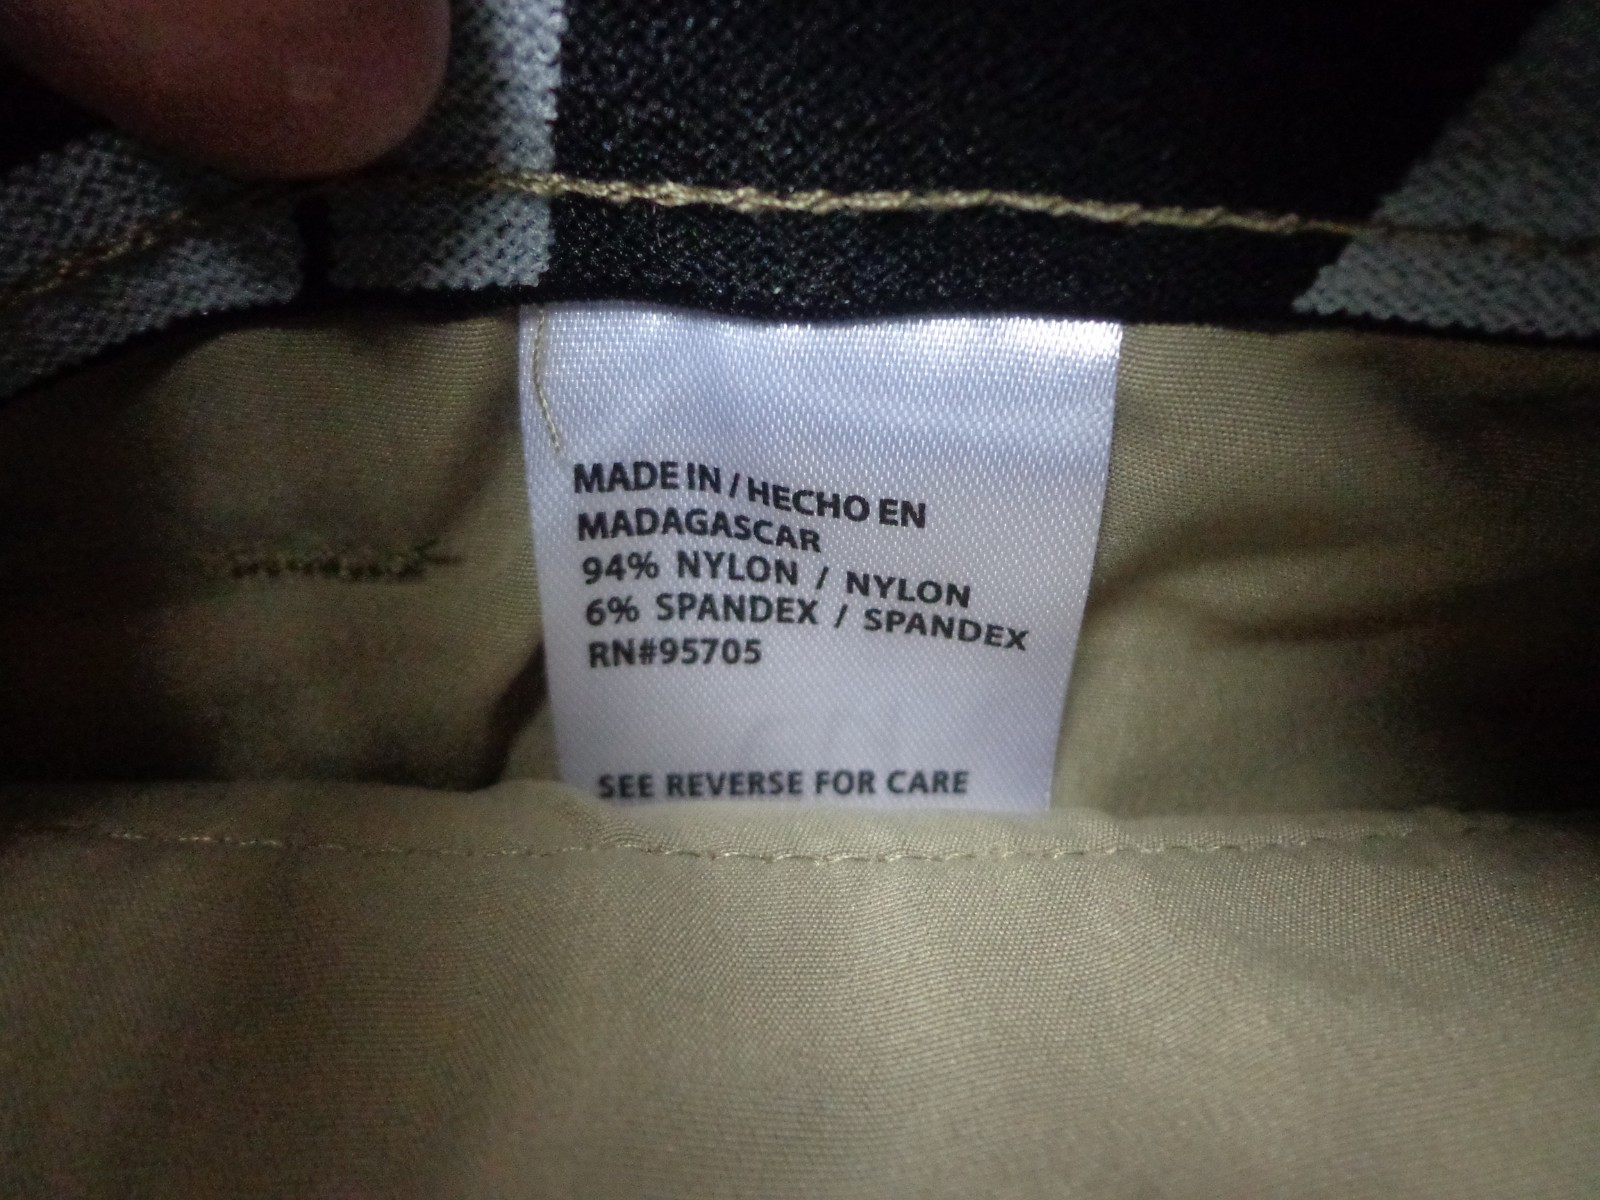 MADE IN / HECHO EN
MADAGASCAR
94% NYLON / NYLON
6% SPANDEX / SPANDEX
RN#95705
SEE REVERSE FOR CARE